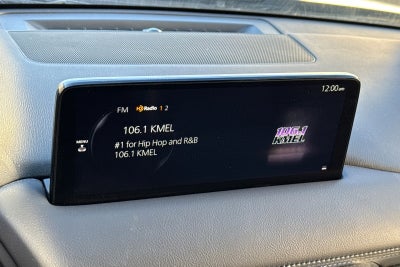 12:00am
FM HD Radio 1 2
106.1 KMEL
MENU
#1 for Hip Hop and R&B
106.1 KMEL
106.1
KMEL